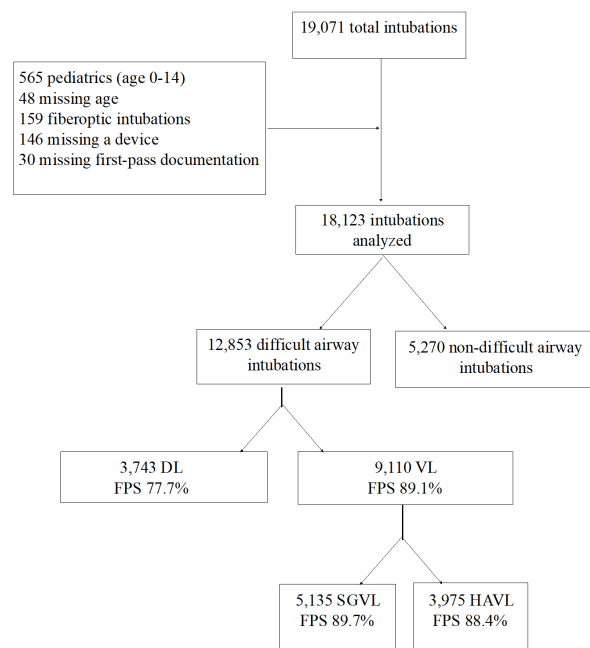 19,071 total intubations
565 pediatrics (age 0-14)
48 missing age
159 fiberoptic intubations
146 missing a device
30 missing first-pass documentation
18,123 intubations
analyzed
12,853 difficult airway
intubations
5,270 non-difficult airway
intubations
3,743 DL
FPS 77.7%
9,110 VL
FPS 89.1%
5,135 SGVL
FPS 89.7%
3,975 HAVL
FPS 88.4%